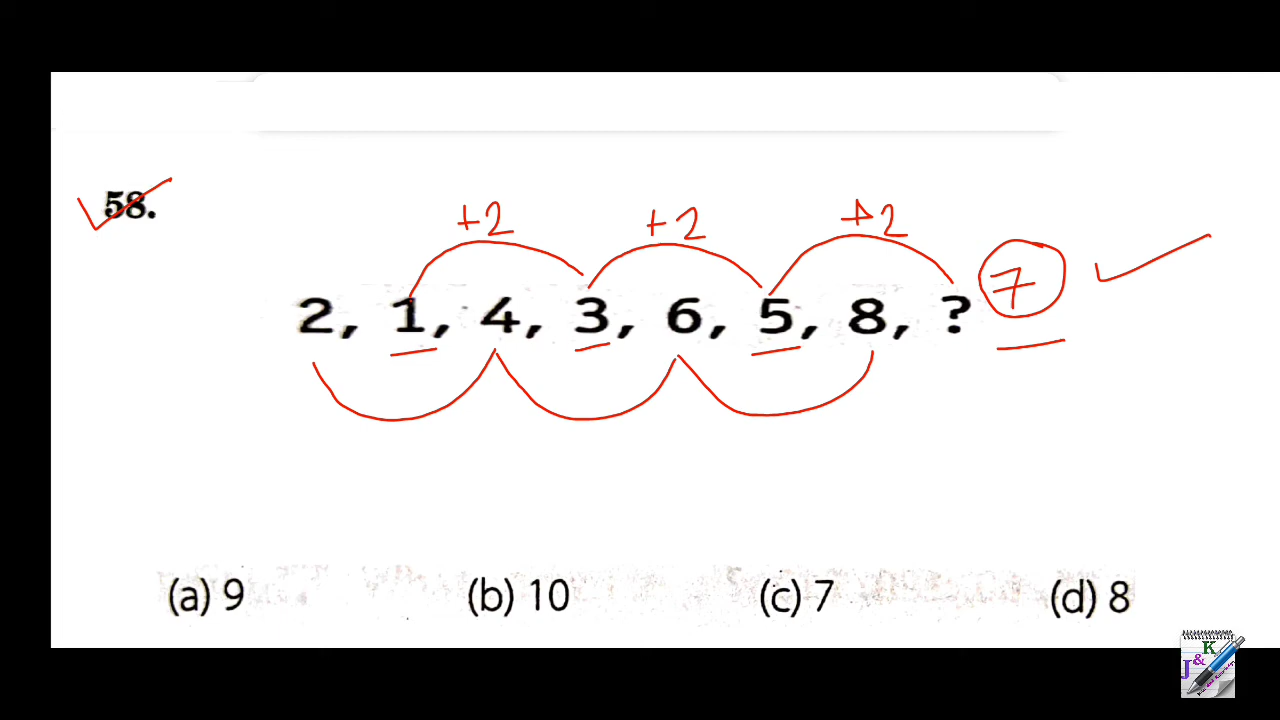 58.
+2 +2 +2
2, 1, 4, 3, 6, 5, 8, ? 7
(a) 9 (b) 10 (c) 7 (d) 8
J & K